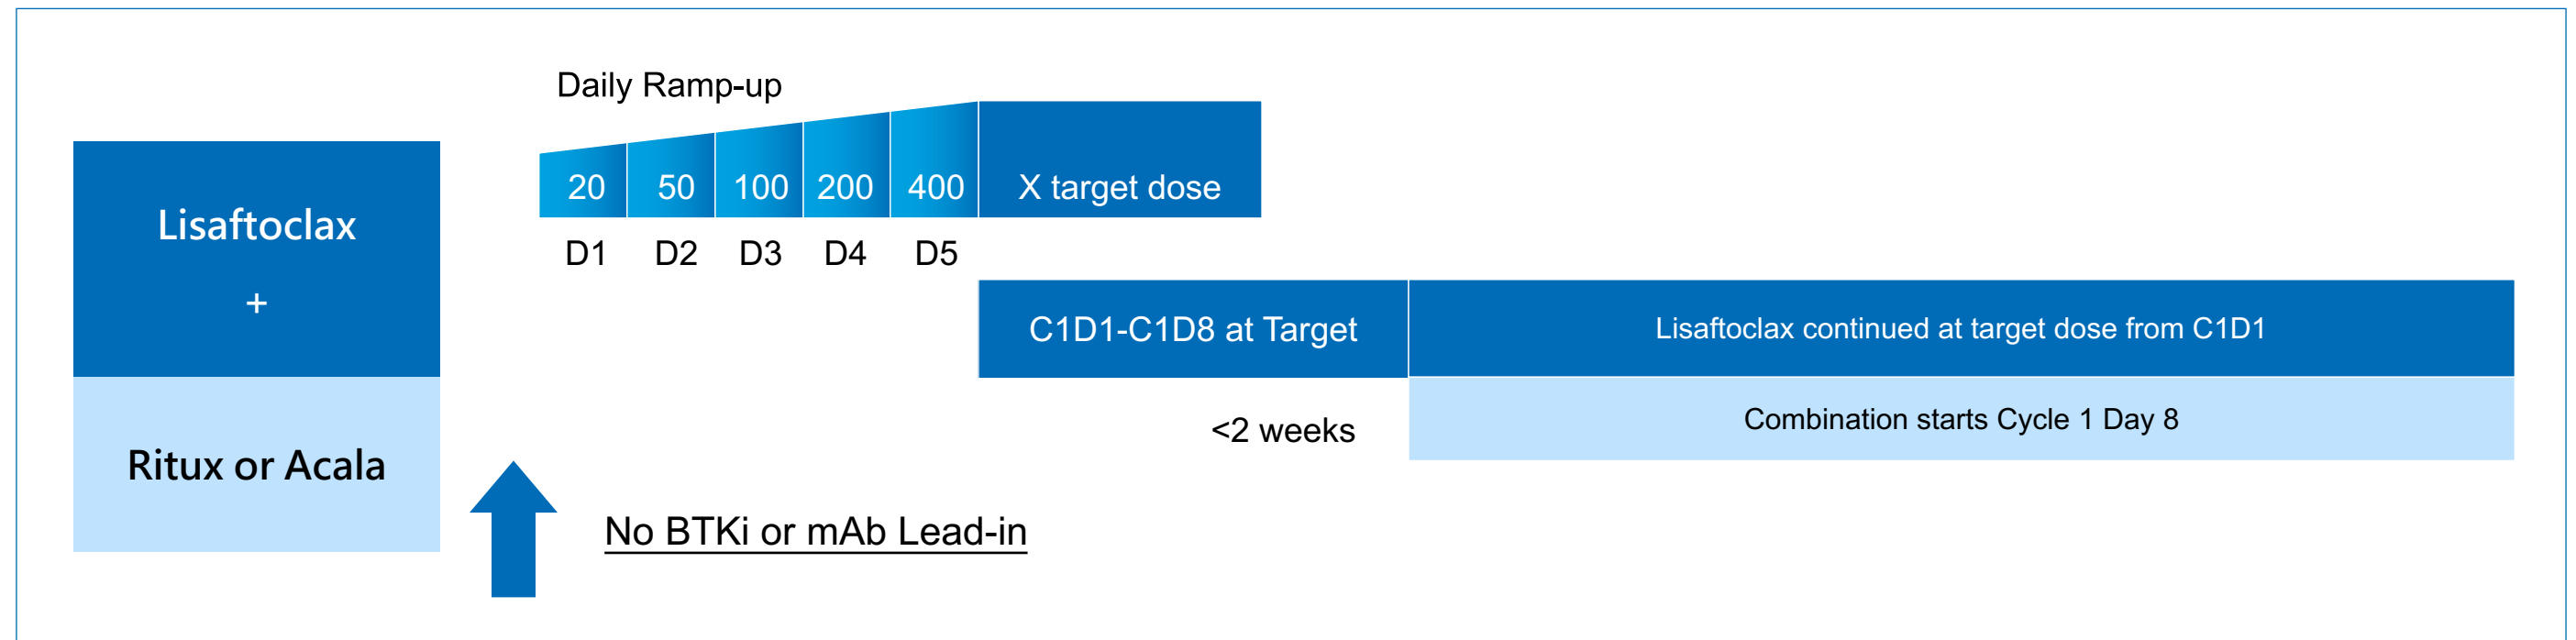 Lisaftoclax
+
Ritux or Acala
Daily Ramp-up
20 50 100 200 400 X target dose
D1 D2 D3 D4 D5
C1D1-C1D8 at Target
Lisaftoclax continued at target dose from C1D1
<2 weeks
Combination starts Cycle 1 Day 8
No BTKi or mAb Lead-in